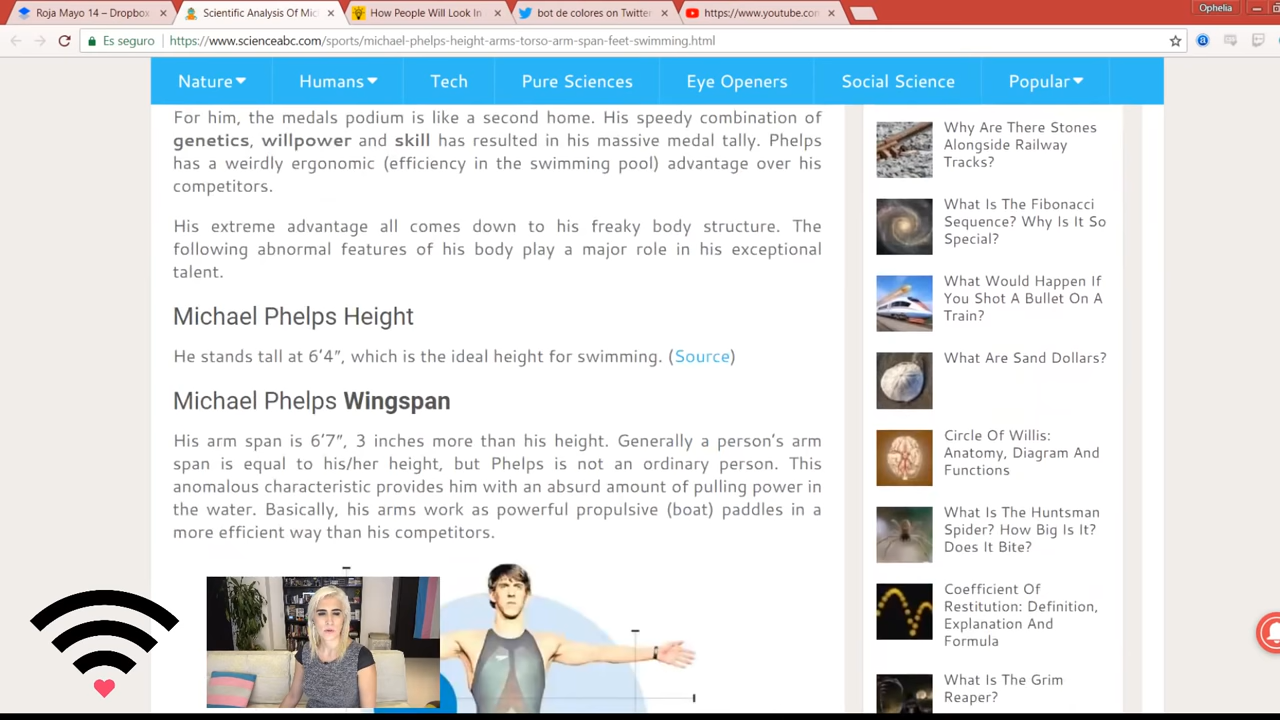 Roja Mayo 14 – Dropbox
Scientific Analysis Of Mic
How People Will Look In
bot de colores on Twitter
https://www.youtube.con
Ophelia
Es seguro
https://www.scienceabc.com/sports/michael-phelps-height-arms-torso-arm-span-feet-swimming.html
Nature
Humans
Tech
Pure Sciences
Eye Openers
Social Science
Popular
For him, the medals podium is like a second home. His speedy combination of
genetics, willpower and skill has resulted in his massive medal tally. Phelps
has a weirdly ergonomic (efficiency in the swimming pool) advantage over his
competitors.
His extreme advantage all comes down to his freaky body structure. The
following abnormal features of his body play a major role in his exceptional
talent.
Michael Phelps Height
He stands tall at 6’4”, which is the ideal height for swimming. (Source)
Michael Phelps Wingspan
His arm span is 6’7”, 3 inches more than his height. Generally a person’s arm
span is equal to his/her height, but Phelps is not an ordinary person. This
anomalous characteristic provides him with an absurd amount of pulling power in
the water. Basically, his arms work as powerful propulsive (boat) paddles in a
more efficient way than his competitors.
Why Are There Stones
Alongside Railway
Tracks?
What Is The Fibonacci
Sequence? Why Is It So
Special?
What Would Happen If
You Shot A Bullet On A
Train?
What Are Sand Dollars?
Circle Of Willis:
Anatomy, Diagram And
Functions
What Is The Huntsman
Spider? How Big Is It?
Does It Bite?
Coefficient Of
Restitution: Definition,
Explanation And
Formula
What Is The Grim
Reaper?